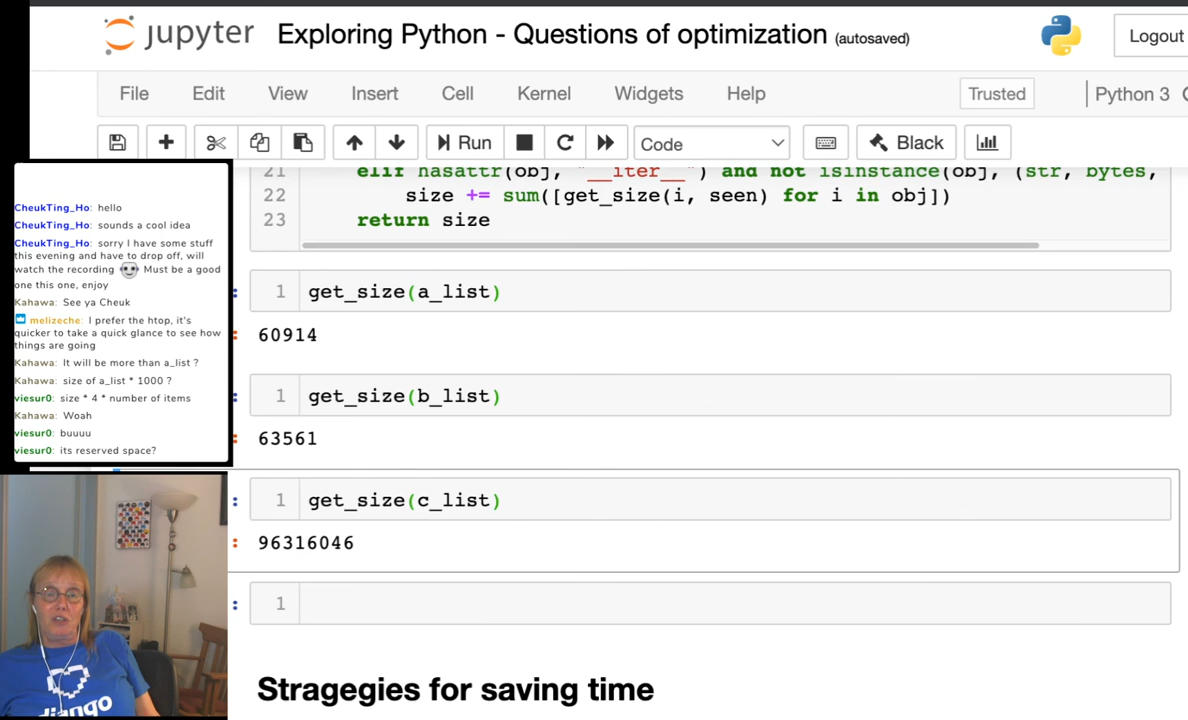 jupyter Exploring Python - Questions of optimization (autosaved)
Logout
File Edit View Insert Cell Kernel Widgets Help
Trusted
Python 3
Run
Code
Black
21 elif hasattr(obj, "__iter__") and not isinstance(obj, (str, bytes,
22 size += sum([get_size(i, seen) for i in obj])
23 return size
1 get_size(a_list)
60914
1 get_size(b_list)
63561
1 get_size(c_list)
96316046
1
Stragegies for saving time
CheukTing_Ho: hello
CheukTing_Ho: sounds a cool idea
CheukTing_Ho: sorry I have some stuff
this evening and have to drop off, will
watch the recording Must be a good
one this one, enjoy
Kahawa: See ya Cheuk
melizeche: I prefer the htop, it's
quicker to take a quick glance to see how
things are going
Kahawa: It will be more than a_list ?
Kahawa: size of a_list * 1000 ?
viesur0: size * 4 * number of items
Kahawa: Woah
viesur0: buuuu
viesur0: its reserved space?
django